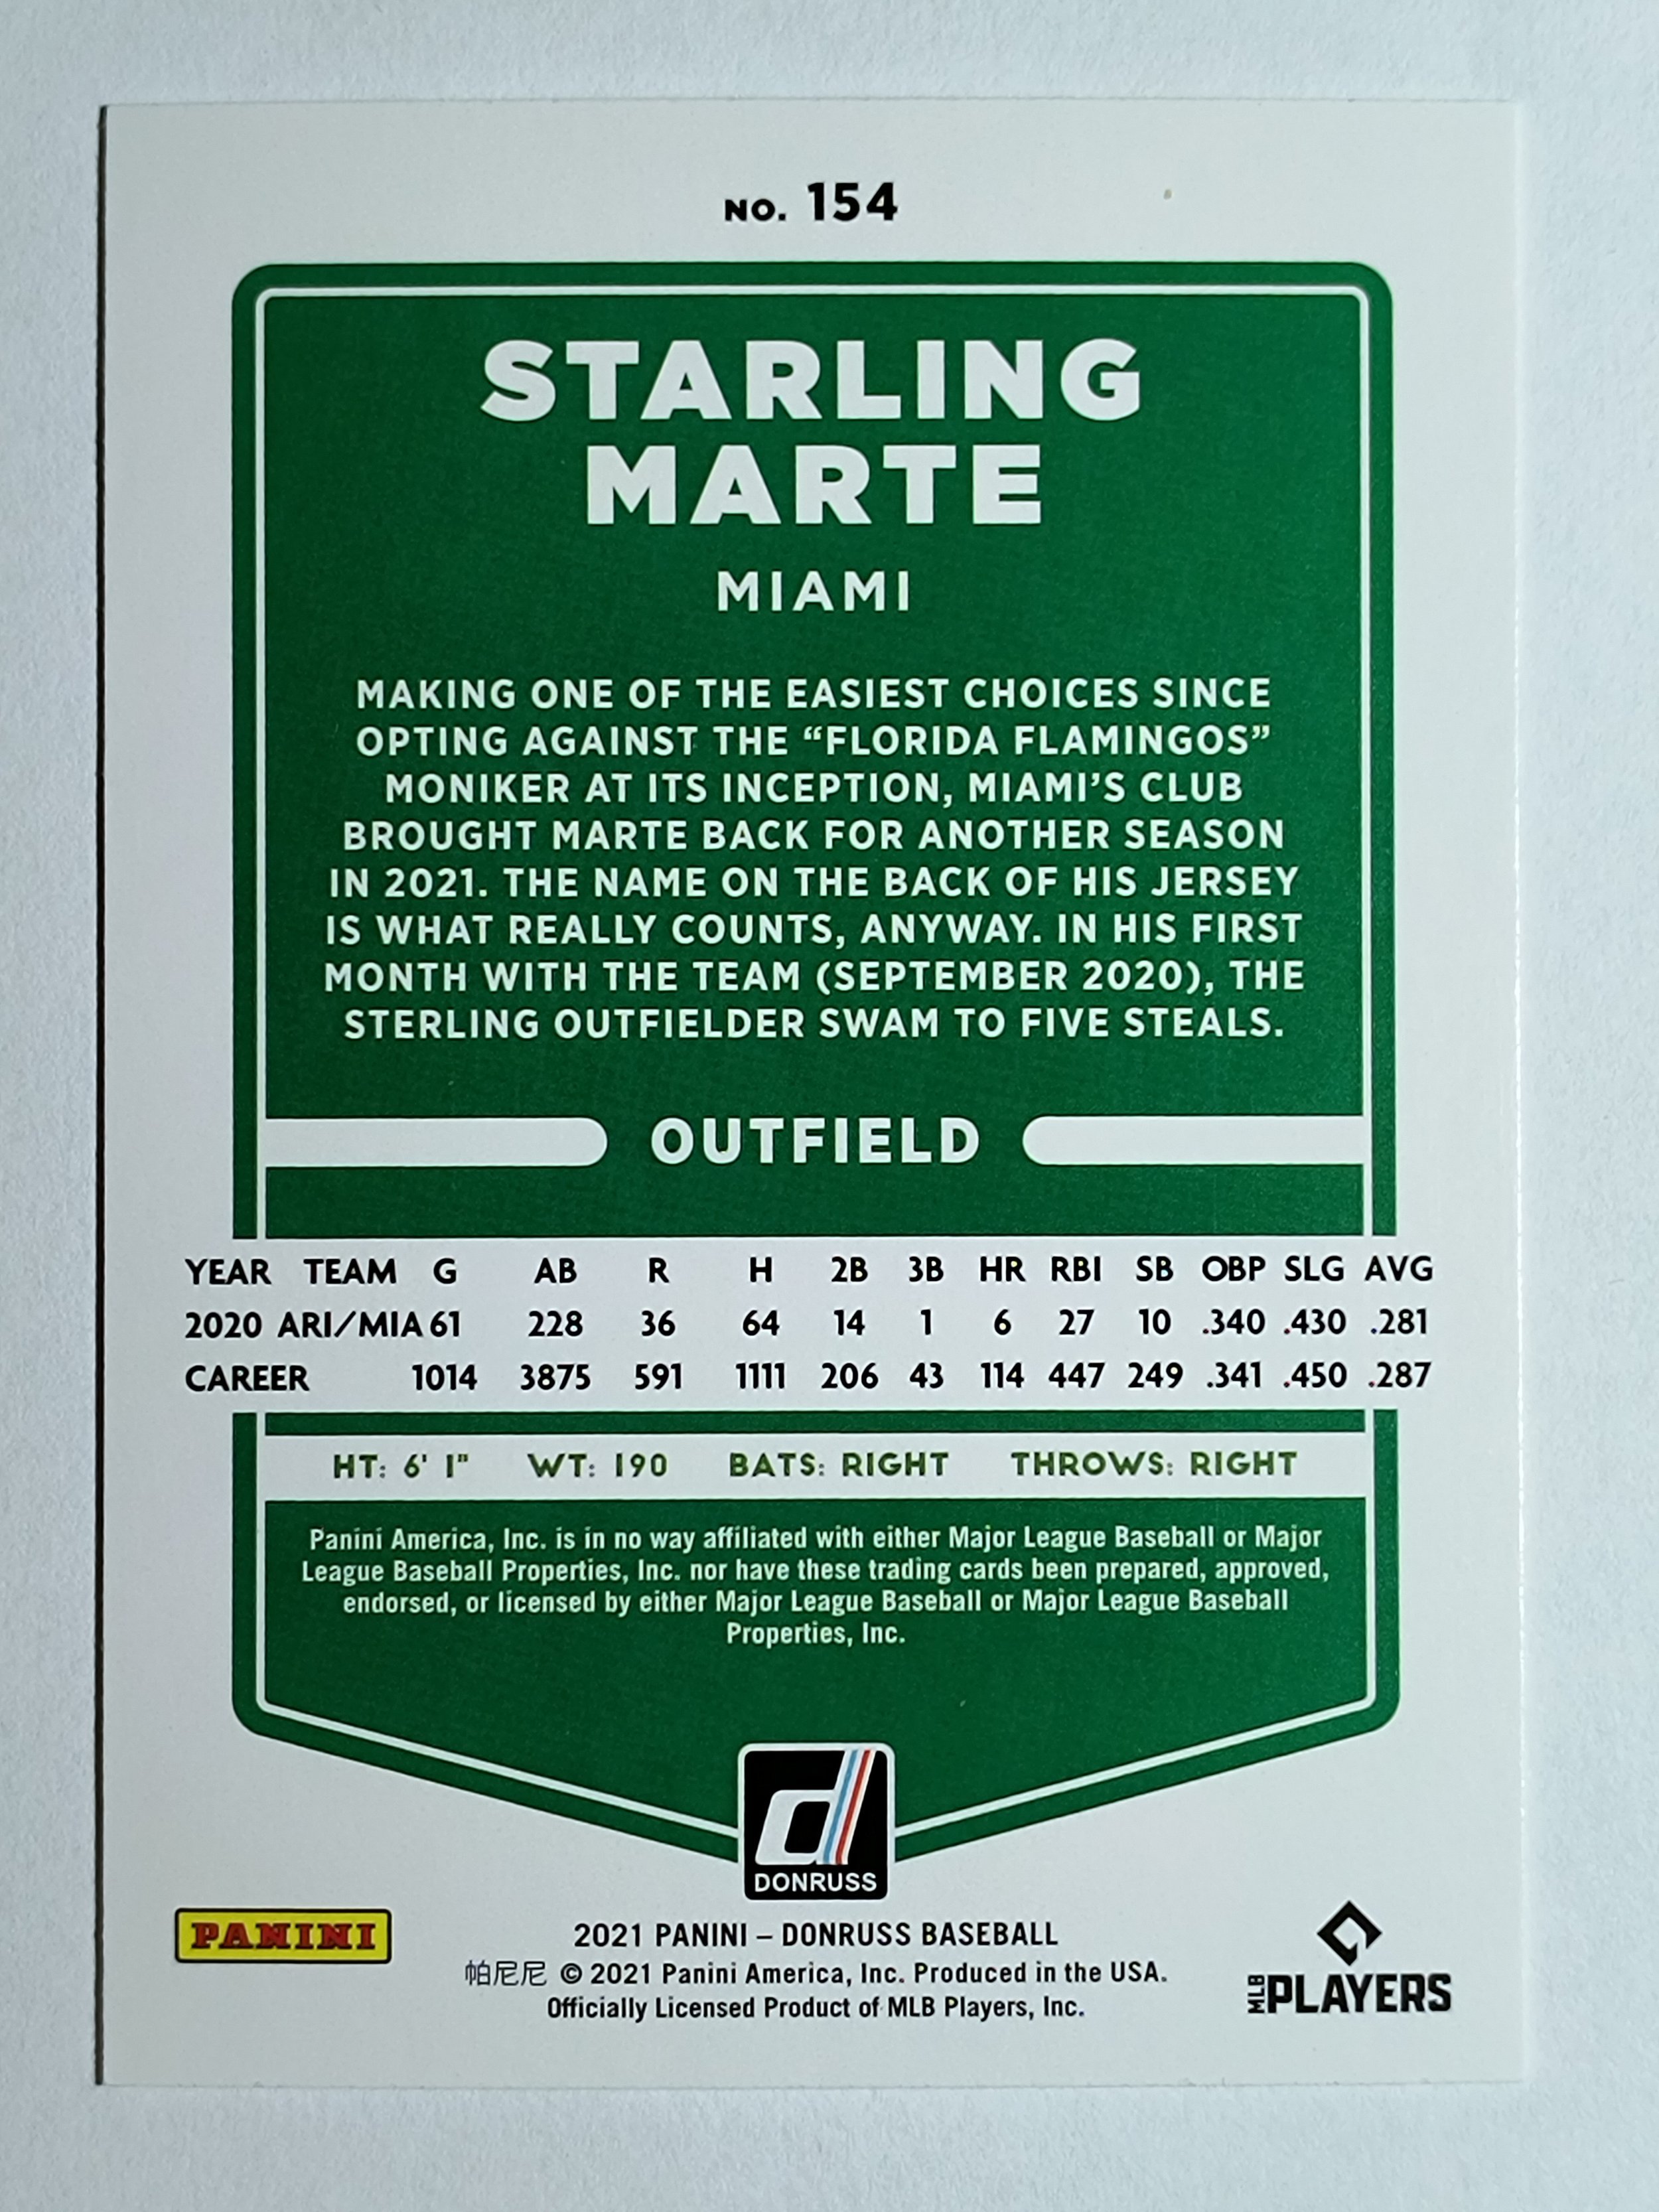 NO. 154
STARLING
MARTE
MIAMI
MAKING ONE OF THE EASIEST CHOICES SINCE
OPTING AGAINST THE “FLORIDA FLAMINGOS”
MONIKER AT ITS INCEPTION, MIAMI’S CLUB
BROUGHT MARTE BACK FOR ANOTHER SEASON
IN 2021. THE NAME ON THE BACK OF HIS JERSEY
IS WHAT REALLY COUNTS, ANYWAY. IN HIS FIRST
MONTH WITH THE TEAM (SEPTEMBER 2020), THE
STERLING OUTFIELDER SWAM TO FIVE STEALS.
OUTFIELD
YEAR TEAM G AB R H 2B 3B HR RBI SB OBP SLG AVG
2020 ARI/MIA 61 228 36 64 14 1 6 27 10 .340 .430 .281
CAREER 1014 3875 591 1111 206 43 114 447 249 .341 .450 .287
HT: 6' 1" WT: 190 BATS: RIGHT THROWS: RIGHT
Panini America, Inc. is in no way affiliated with either Major League Baseball or Major
League Baseball Properties, Inc. nor have these trading cards been prepared, approved,
endorsed, or licensed by either Major League Baseball or Major League Baseball
Properties, Inc.
d
DONRUSS
PANINI
2021 PANINI – DONRUSS BASEBALL
帕尼尼 © 2021 Panini America, Inc. Produced in the USA.
Officially Licensed Product of MLB Players, Inc.
MLB PLAYERS